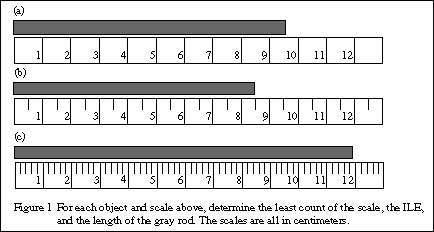 (a)
1 2 3 4 5 6 7 8 9 10 11 12
(b)
1 2 3 4 5 6 7 8 9 10 11 12
(c)
1 2 3 4 5 6 7 8 9 10 11 12
Figure 1 For each object and scale above, determine the least count of the scale, the ILE,
and the length of the gray rod. The scales are all in centimeters.